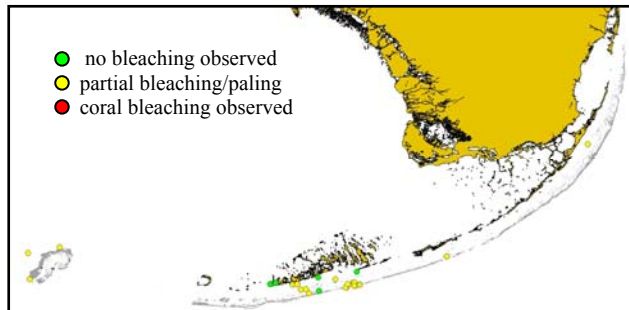 no bleaching observed
partial bleaching/paling
coral bleaching observed